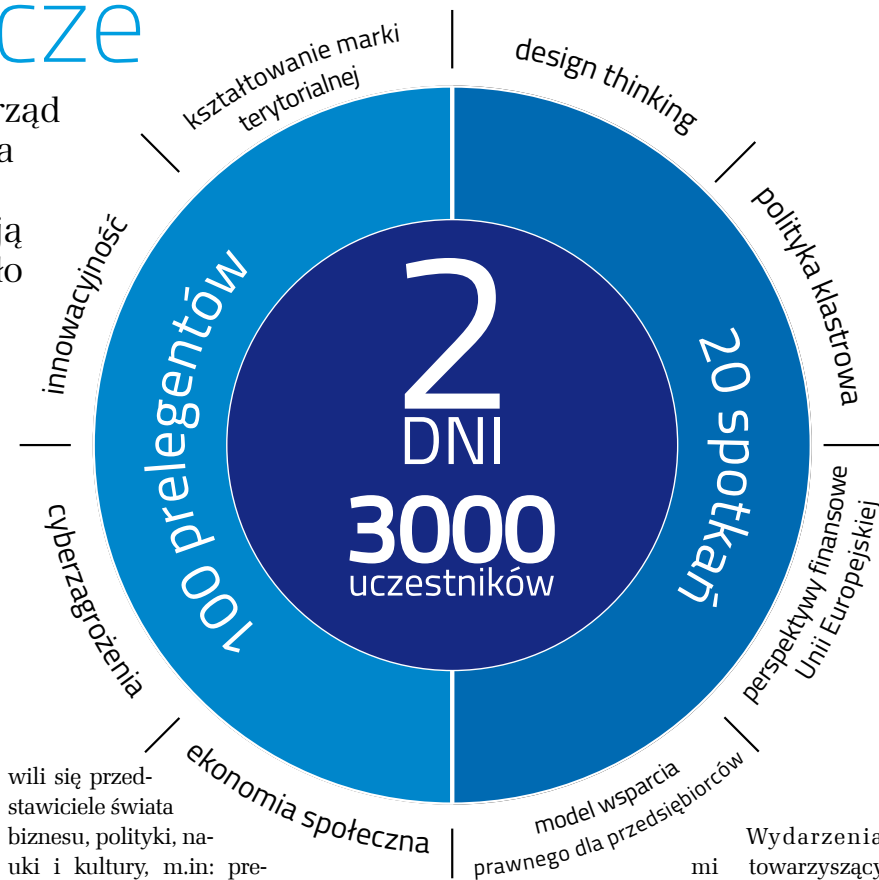 cze
rząd
a
ją
ło
kształtowanie marki
terytorialnej
design thinking
polityka klastrowa
perspektywy finansowe
Unii Europejskiej
model wsparcia
prawnego dla przedsiębiorców
ekonomia społeczna
cyberzagrożenia
innowacyjność
100 prelegentów
20 spotkań
2
DNI
3000
uczestników
wili się przed-
stawiciele świata
biznesu, polityki, na-
uki i kultury, m.in: pre-
Wydarzenia
mi towarzyszący